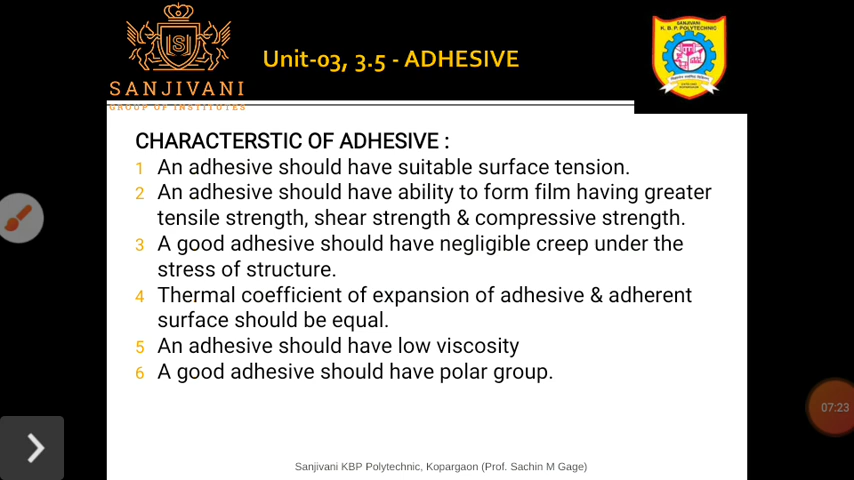 SANJIVANI
GROUP OF INSTITUTES
Unit-03, 3.5 - ADHESIVE
SANJIVANI
K. B. P. POLYTECHNIC
CHARACTERSTIC OF ADHESIVE :
1 An adhesive should have suitable surface tension.
2 An adhesive should have ability to form film having greater
tensile strength, shear strength & compressive strength.
3 A good adhesive should have negligible creep under the
stress of structure.
4 Thermal coefficient of expansion of adhesive & adherent
surface should be equal.
5 An adhesive should have low viscosity
6 A good adhesive should have polar group.
07:23
Sanjivani KBP Polytechnic, Kopargaon (Prof. Sachin M Gage)